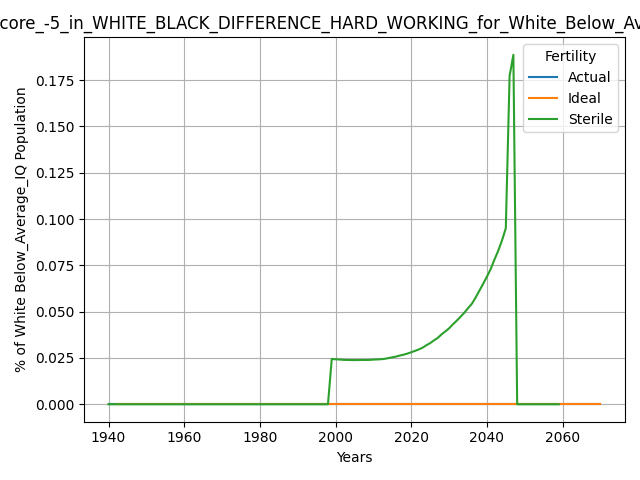 core_-5_in_WHITE_BLACK_DIFFERENCE_HARD_WORKING_for_White_Below_Av
Fertility
Actual
Ideal
Sterile
% of White Below_Average_IQ Population
0.175
0.150
0.125
0.100
0.075
0.050
0.025
0.000
1940 1960 1980 2000 2020 2040 2060
Years